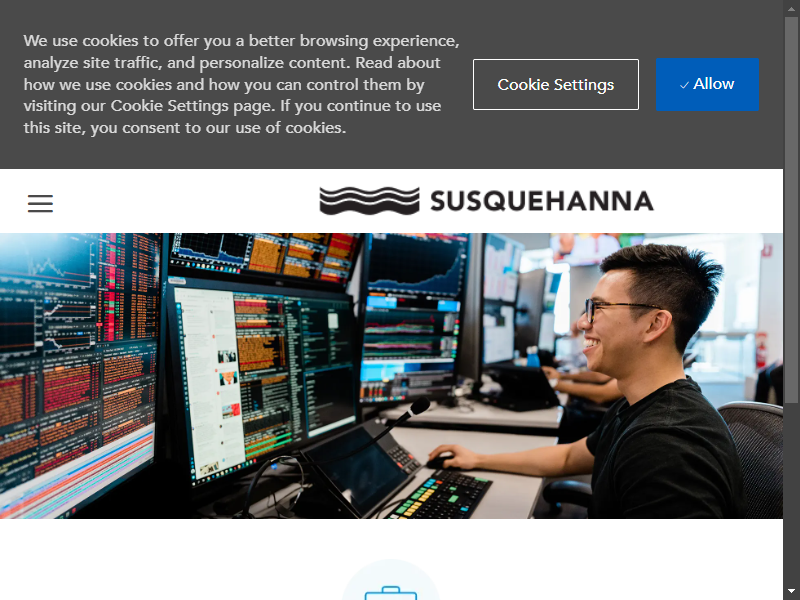 We use cookies to offer you a better browsing experience,
analyze site traffic, and personalize content. Read about
how we use cookies and how you can control them by
visiting our Cookie Settings page. If you continue to use
this site, you consent to our use of cookies.
Cookie Settings
Allow
SUSQUEHANNA